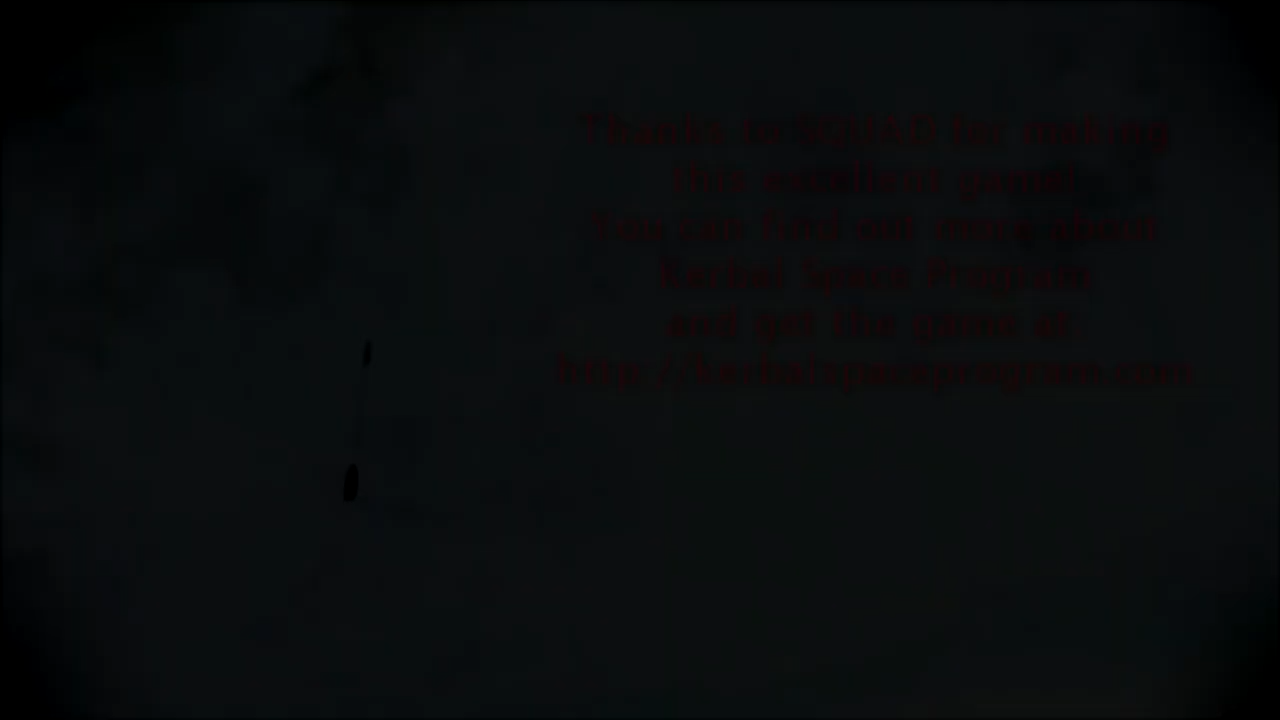 Thanks to SQUAD for making
this excellent game!
You can find out more about
Kerbal Space Program
and get the game at
http://kerbalspaceprogram.com